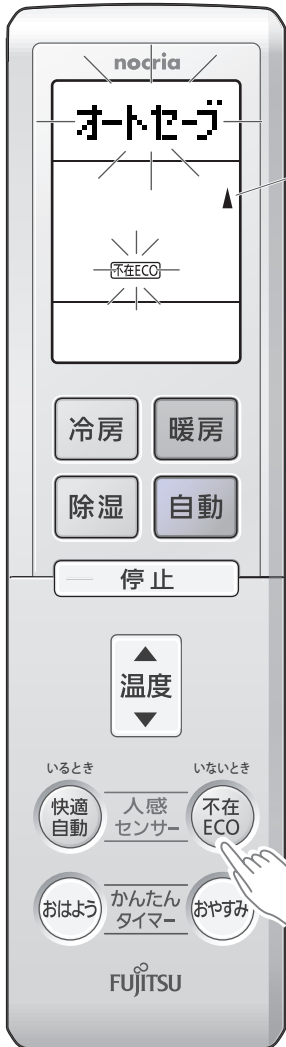 nocria
オートセーブ
不在ECO
冷房 暖房
除湿 自動
停止
温度
いるとき いないとき
快適
自動
人感
センサー
不在
ECO
おはよう
かんたん
タイマー
おやすみ
FUJITSU